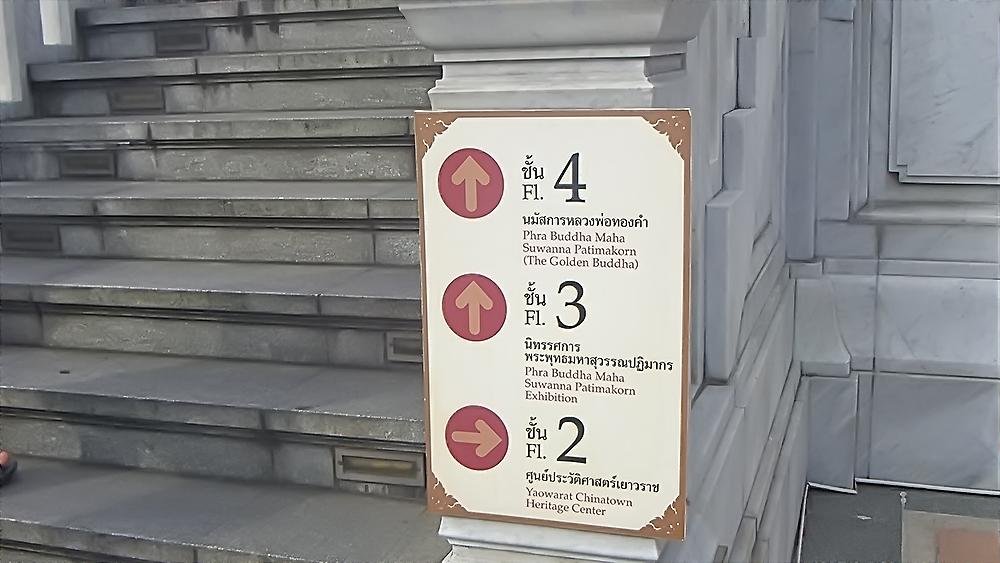 ชั้น
Fl. 4
นมัสการหลวงพ่อทองคำ
Phra Buddha Maha
Suwanna Patimakorn
(The Golden Buddha)
ชั้น
Fl. 3
นิทรรศการ
พระพุทธมหาสุวรรณปฏิมากร
Phra Buddha Maha
Suwanna Patimakorn
Exhibition
ชั้น
Fl. 2
ศูนย์ประวัติศาสตร์เยาวราช
Yaowarat Chinatown
Heritage Center